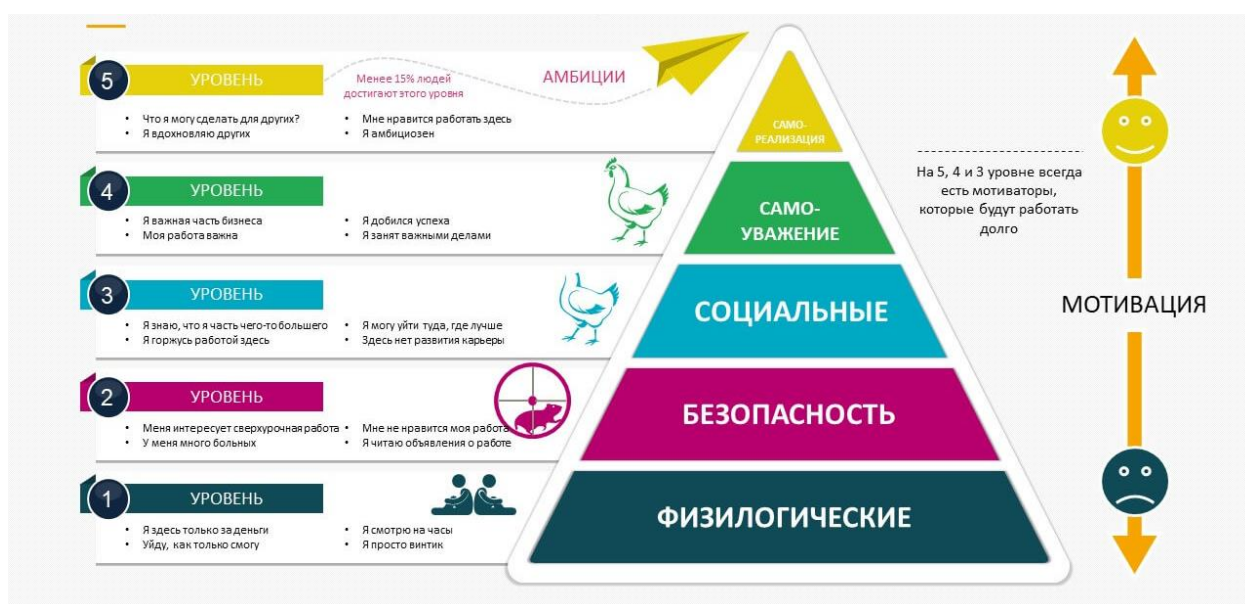 5
УРОВЕНЬ
Менее 15% людей
достигают этого уровня
АМБИЦИИ
• Что я могу сделать для других?
• Я вдохновляю других
• Мне нравится работать здесь
• Я амбициозен
4
УРОВЕНЬ
• Я важная часть бизнеса
• Моя работа важна
• Я добился успеха
• Я занят важными делами
3
УРОВЕНЬ
• Я знаю, что я часть чего-то большего
• Я горжусь работой здесь
• Я могу уйти туда, где лучше
• Здесь нет развития карьеры
2
УРОВЕНЬ
• Меня интересует сверхурочная работа
• У меня много больных
• Мне не нравится моя работа
• Я читаю объявления о работе
1
УРОВЕНЬ
• Я здесь только за деньги
• Уйду, как только смогу
• Я смотрю на часы
• Я просто винтик
САМО-
РЕАЛИЗАЦИЯ
САМО-
УВАЖЕНИЕ
СОЦИАЛЬНЫЕ
БЕЗОПАСНОСТЬ
ФИЗИЛОГИЧЕСКИЕ
На 5, 4 и 3 уровне всегда
есть мотиваторы,
которые будут работать
долго
МОТИВАЦИЯ